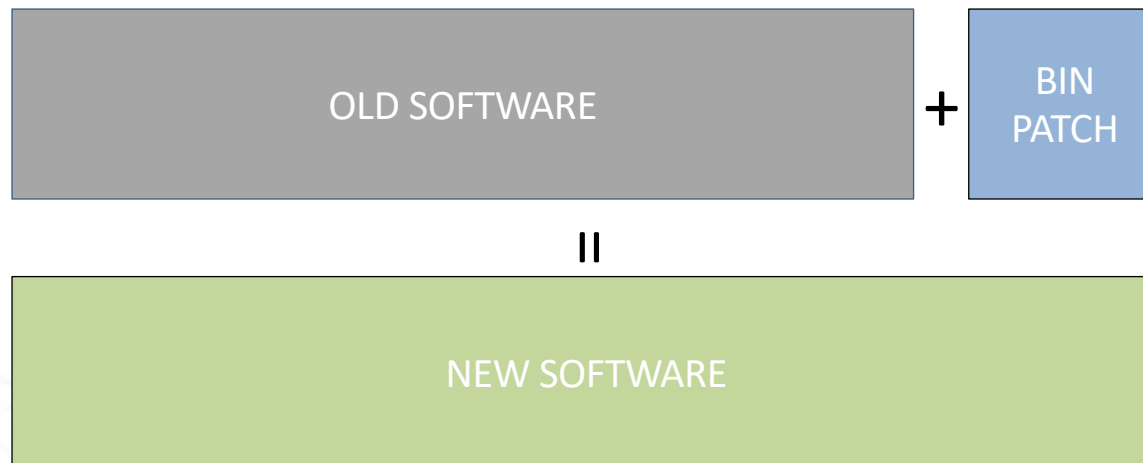 OLD SOFTWARE
+
BIN
PATCH
=
NEW SOFTWARE